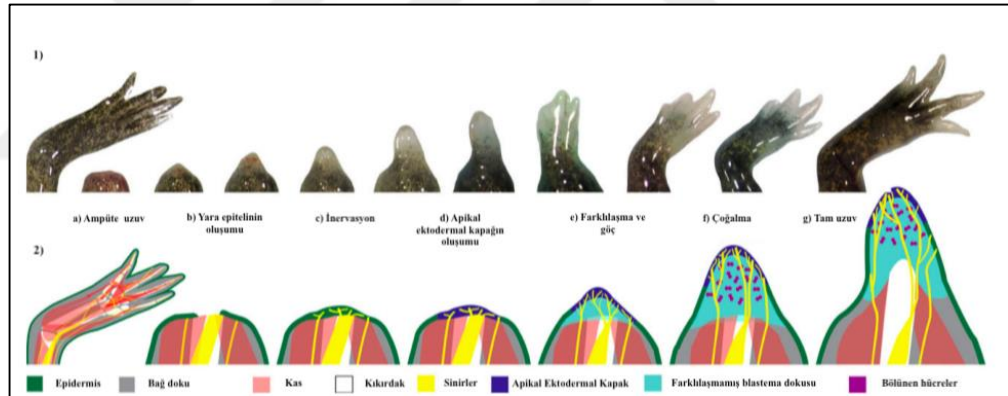 1)
a) Ampüte uzuv
b) Yara epitelinin
oluşumu
c) İnervasyon
d) Apikal
ektodermal kapağın
oluşumu
e) Farklılaşma ve
göç
f) Çoğalma
g) Tam uzuv
2)
Epidermis
Bağ doku
Kas
Kıkırdak
Sinirler
Apikal Ektodermal Kapak
Farklılaşmamış blastema dokusu
Bölünen hücreler